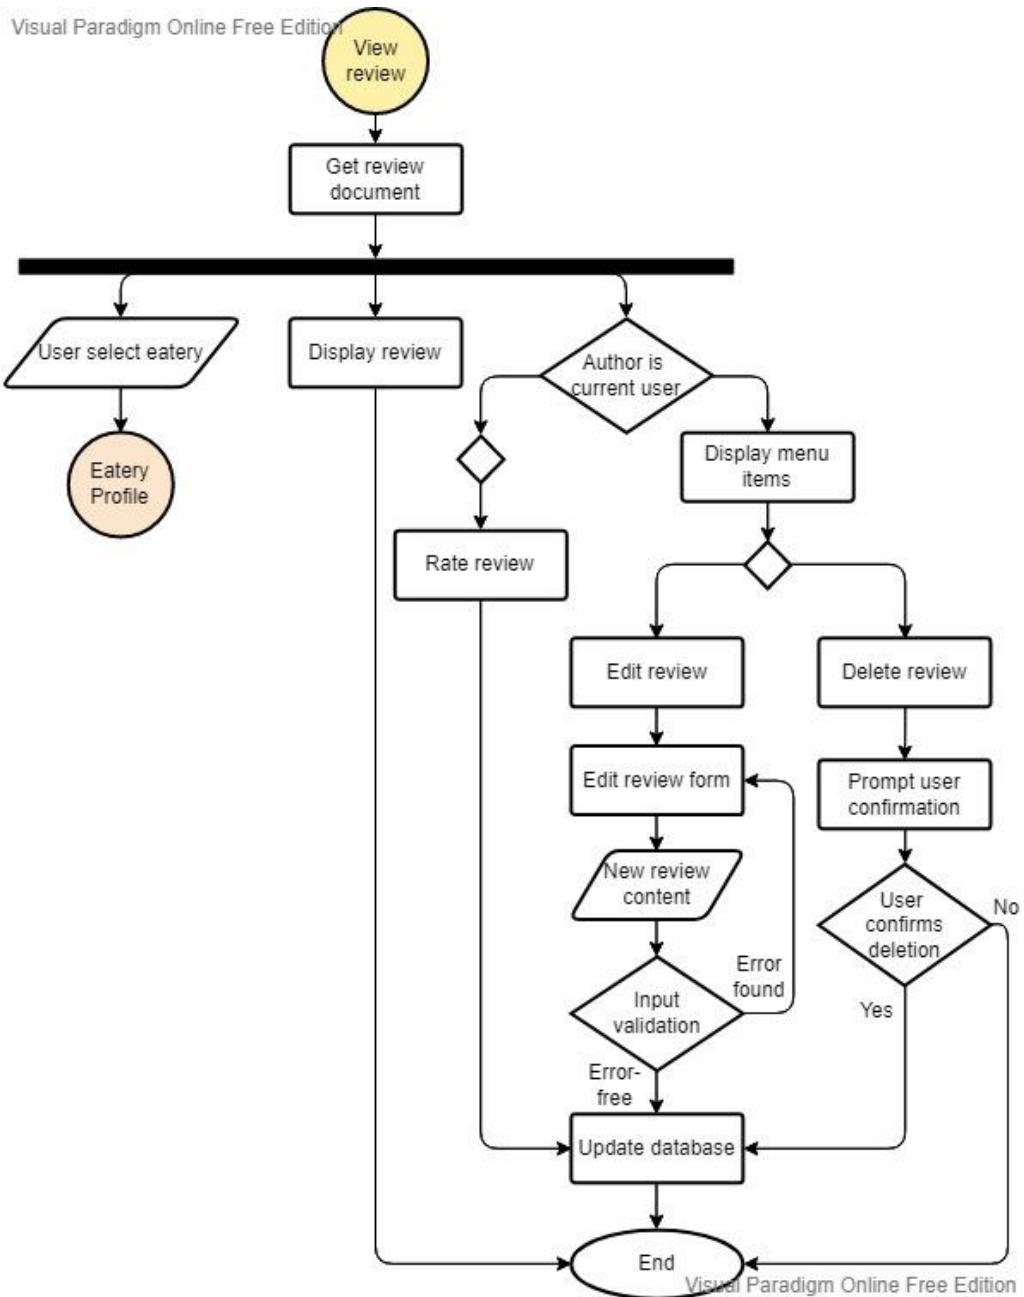 Visual Paradigm Online Free Edition
View
review
Get review
document
User select eatery
Display review
Author is
current user
Eatery
Profile
Display menu
items
Rate review
Edit review
Delete review
Edit review form
Prompt user
confirmation
New review
content
User
confirms
deletion
No
Error
found
Input
validation
Yes
Error-
free
Update database
End
Visual Paradigm Online Free Edition